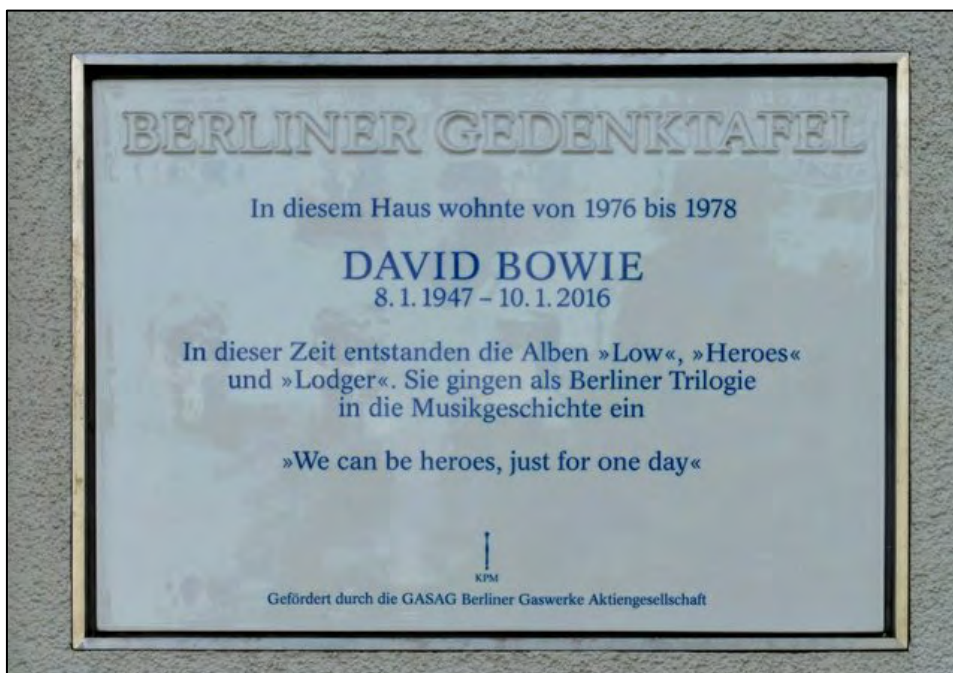 BERLINER GEDENKTAFEL
In diesem Haus wohnte von 1976 bis 1978
DAVID BOWIE
8. 1. 1947 – 10. 1. 2016
In dieser Zeit entstanden die Alben »Low«, »Heroes«
und »Lodger«. Sie gingen als Berliner Trilogie
in die Musikgeschichte ein
»We can be heroes, just for one day«
KPM
Gefördert durch die GASAG Berliner Gaswerke Aktiengesellschaft